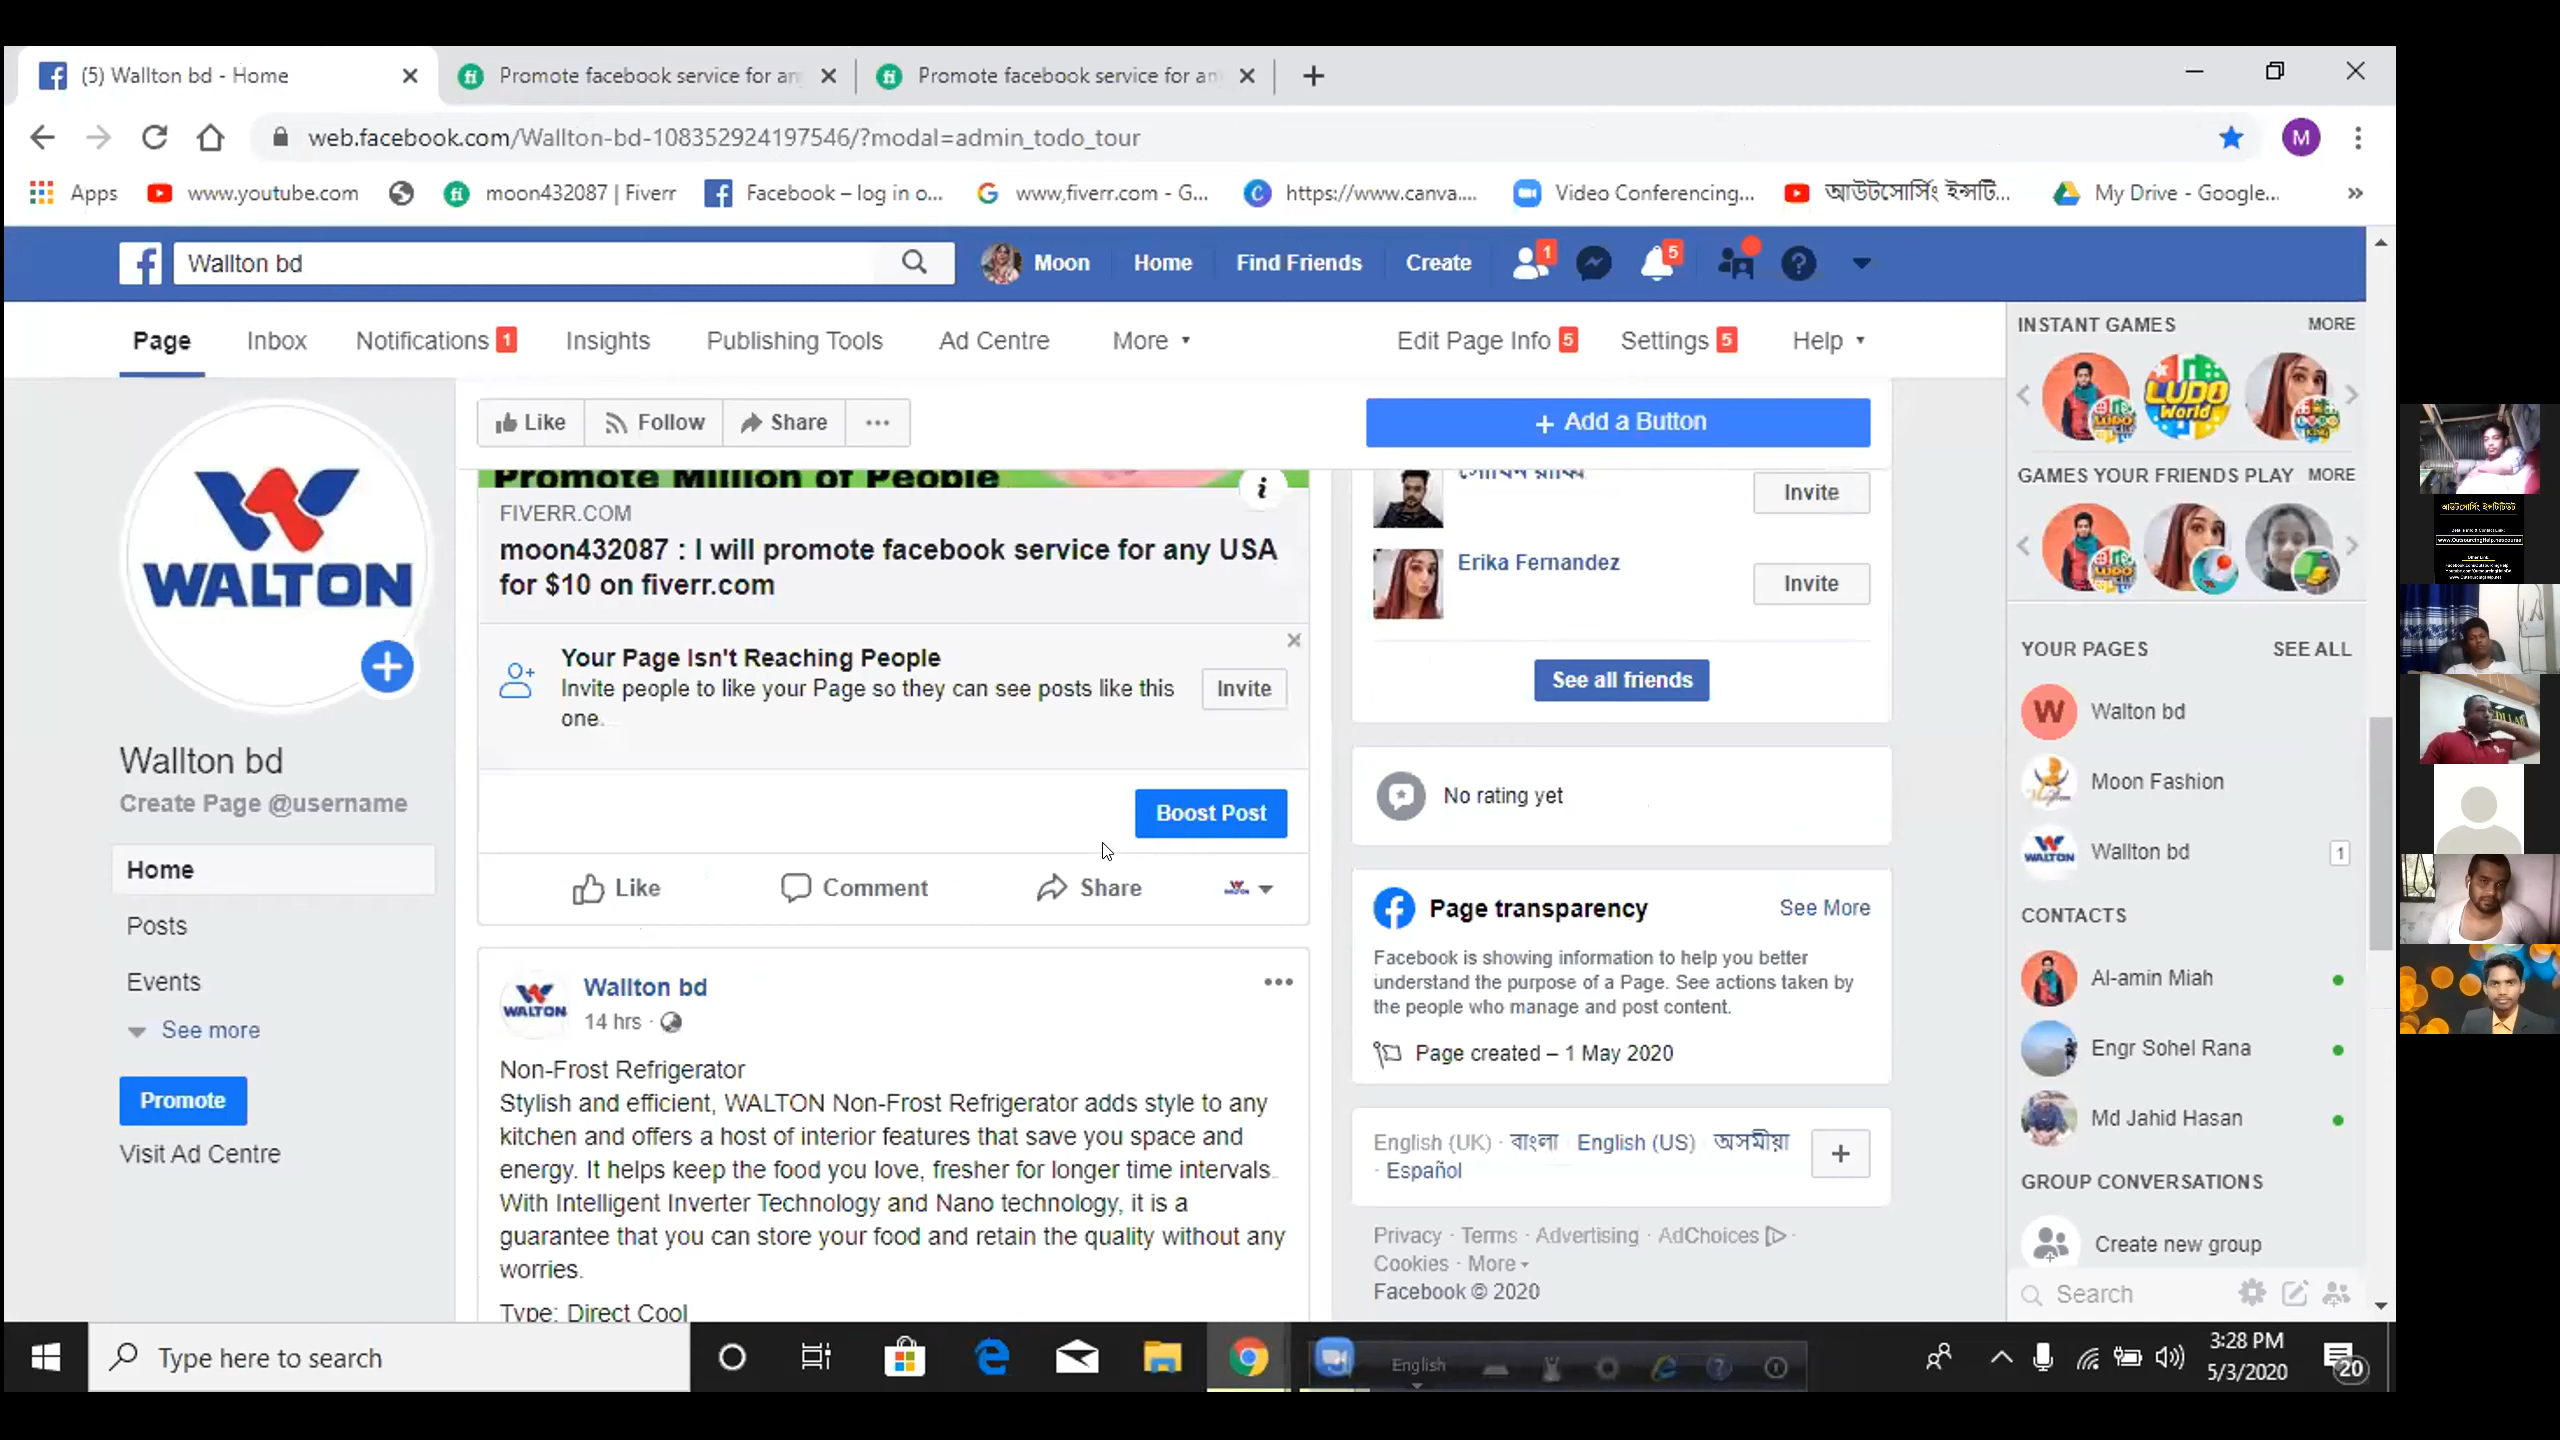 (5) Wallton bd - Home
Promote facebook service for an
Promote facebook service for an
web.facebook.com/Wallton-bd-108352924197546/?modal=admin_todo_tour
M
Apps
www.youtube.com
moon432087 | Fiverr
Facebook – log in o...
www,fiverr.com - G...
https://www.canva....
Video Conferencing...
আউটসোর্সিং ইন্সটি...
My Drive - Google...
Wallton bd
Moon
Home
Find Friends
Create
1
5
Page
Inbox
Notifications 1
Insights
Publishing Tools
Ad Centre
More
Edit Page Info 5
Settings 5
Help
WALTON
Wallton bd
Create Page @username
Home
Posts
Events
See more
Promote
Visit Ad Centre
Like
Follow
Share
+ Add a Button
Promote Million of People
FIVERR.COM
moon432087 : I will promote facebook service for any USA
for $10 on fiverr.com
Your Page Isn't Reaching People
Invite people to like your Page so they can see posts like this
one.
Invite
Boost Post
Like
Comment
Share
WALTON
Wallton bd
14 hrs ·
Non-Frost Refrigerator
Stylish and efficient, WALTON Non-Frost Refrigerator adds style to any
kitchen and offers a host of interior features that save you space and
energy. It helps keep the food you love, fresher for longer time intervals.
With Intelligent Inverter Technology and Nano technology, it is a
guarantee that you can store your food and retain the quality without any
worries.
Type: Direct Cool
Invite
Erika Fernandez
Invite
See all friends
No rating yet
Page transparency
See More
Facebook is showing information to help you better
understand the purpose of a Page. See actions taken by
the people who manage and post content.
Page created – 1 May 2020
English (UK) · বাংলা English (US) অসমীয়া
· Español
Privacy · Terms · Advertising · AdChoices ·
Cookies · More
Facebook © 2020
INSTANT GAMES
MORE
LUDO
World
GAMES YOUR FRIENDS PLAY
MORE
YOUR PAGES
SEE ALL
W
Walton bd
Moon Fashion
WALTON
Wallton bd
1
CONTACTS
Al-amin Miah
Engr Sohel Rana
Md Jahid Hasan
GROUP CONVERSATIONS
Create new group
Search
Type here to search
English
3:28 PM
5/3/2020
20